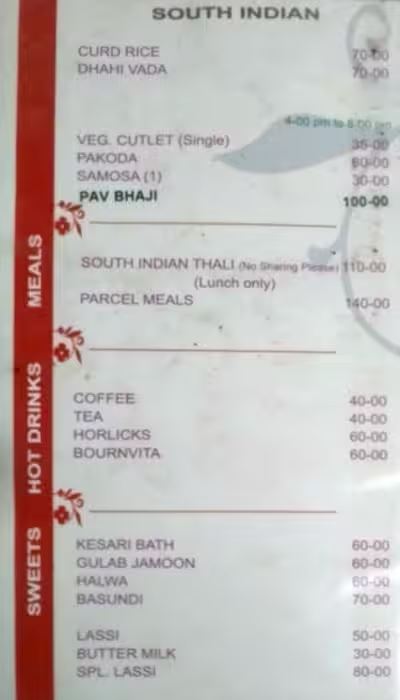 SOUTH INDIAN
CURD RICE 70-00
DHAHI VADA 70-00
4-00 pm to 8-00 pm
VEG. CUTLET (Single) 35-00
PAKODA 60-00
SAMOSA (1) 30-00
PAV BHAJI 100-00
MEALS
SOUTH INDIAN THALI (No Sharing Please) 110-00
(Lunch only)
PARCEL MEALS 140-00
HOT DRINKS
COFFEE 40-00
TEA 40-00
HORLICKS 60-00
BOURNVITA 60-00
SWEETS
KESARI BATH 60-00
GULAB JAMOON 60-00
HALWA 60-00
BASUNDI 70-00
LASSI 50-00
BUTTER MILK 30-00
SPL. LASSI 80-00